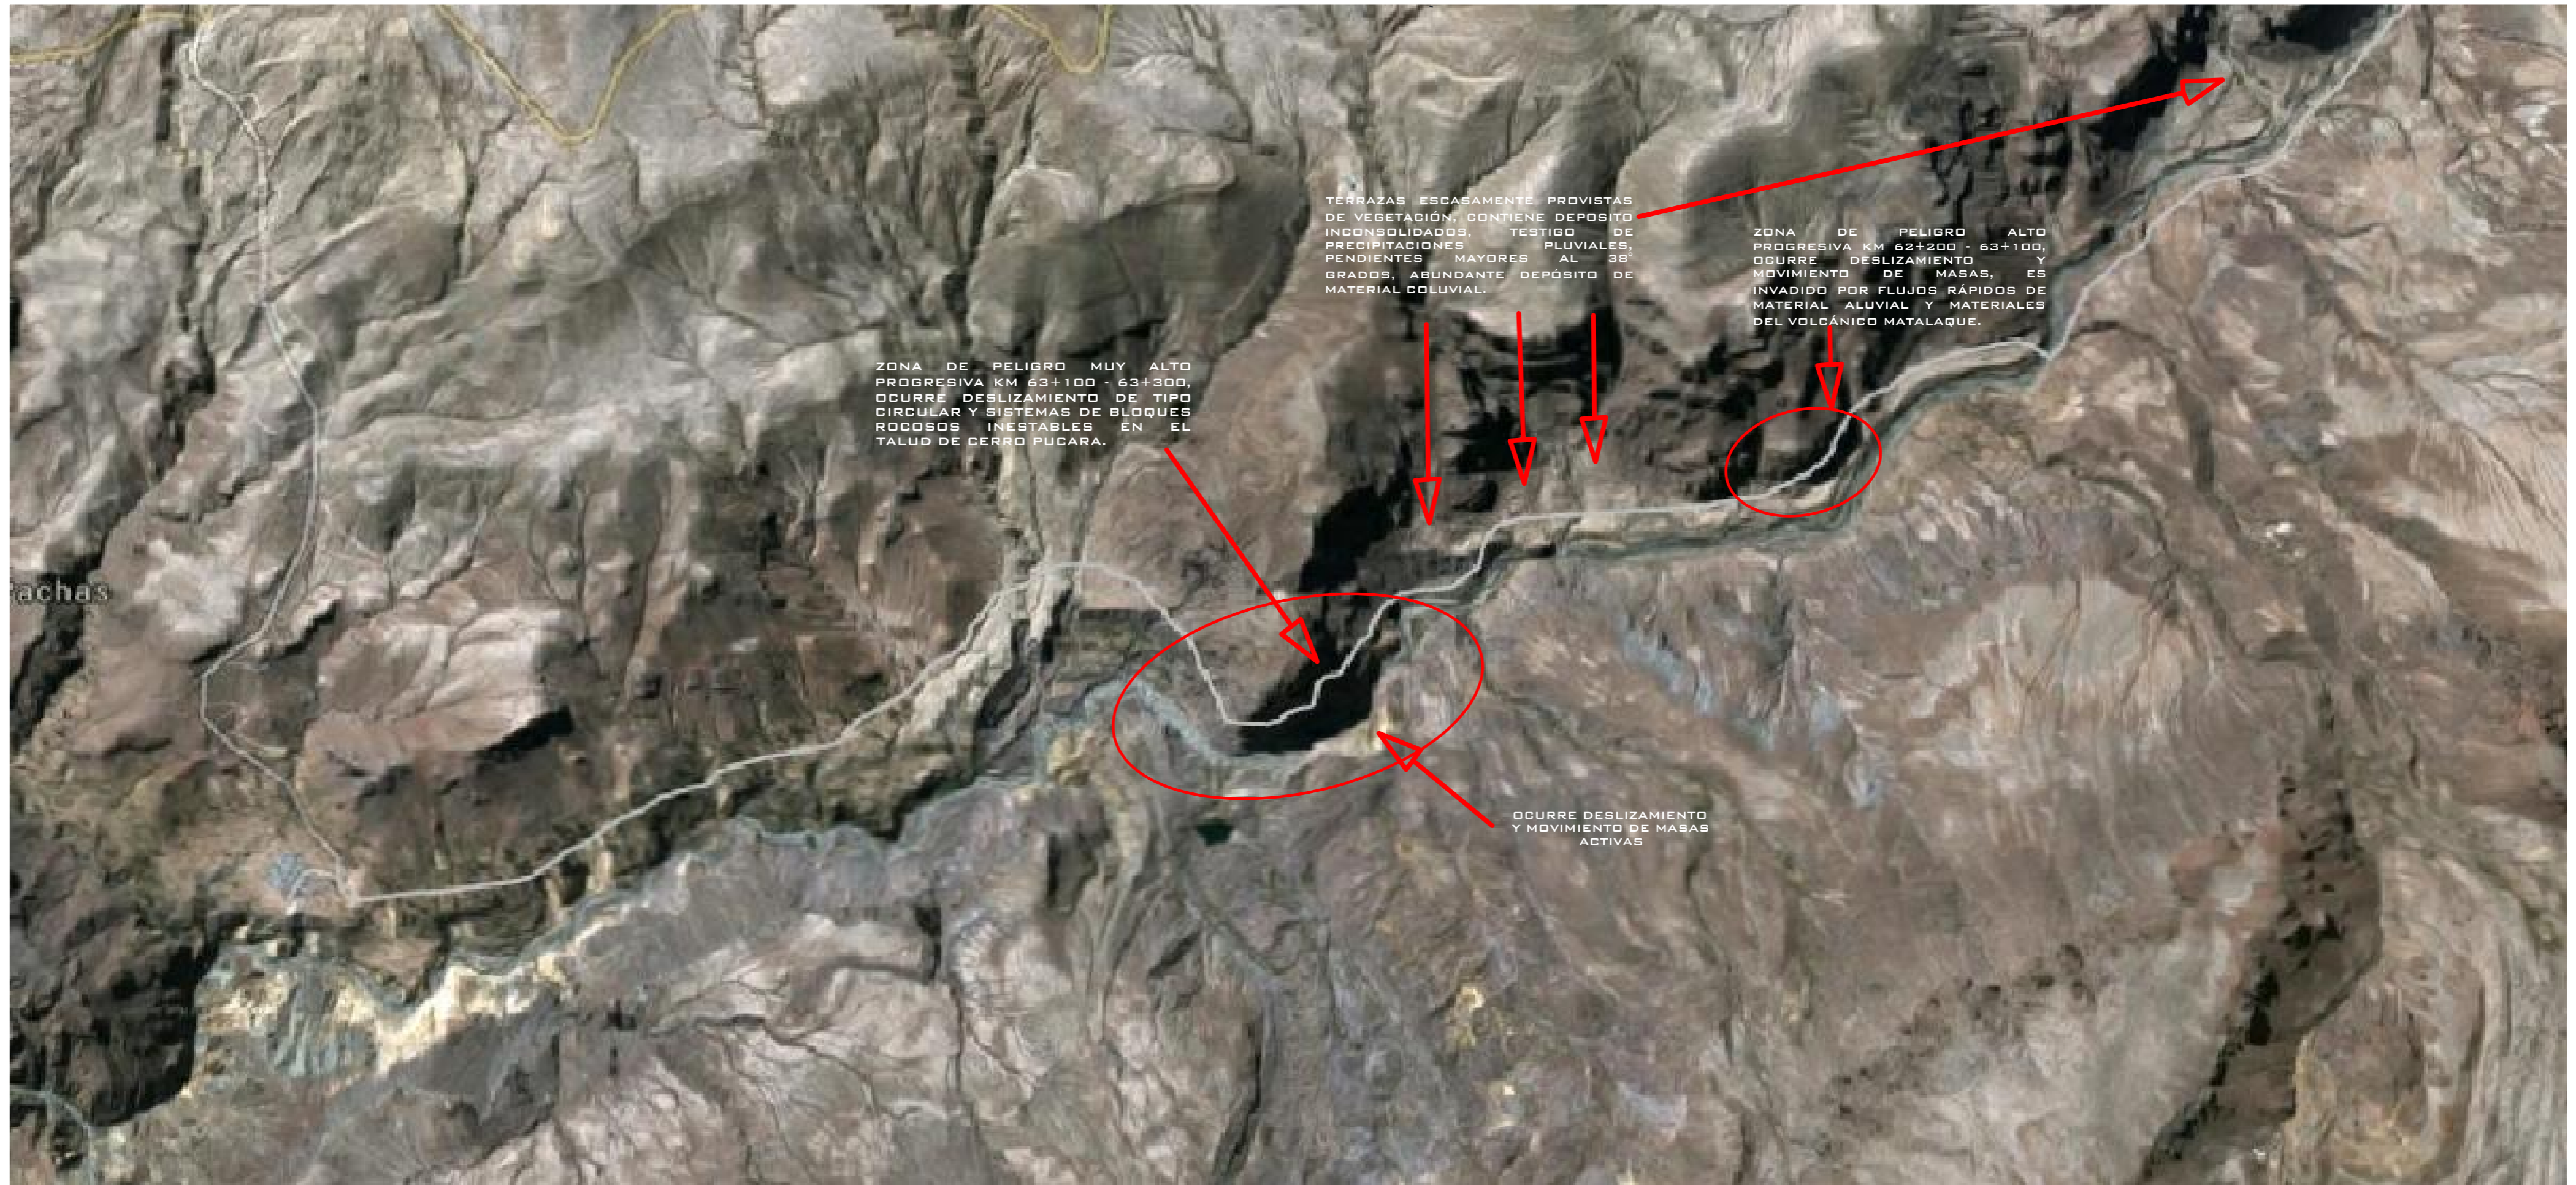 TERRAZAS ESCASAMENTE PROVISTAS
DE VEGETACIÓN, CONTIENE DEPOSITO
INCONSOLIDADOS, TESTIGO DE
PRECIPITACIONES PLUVIALES,
PENDIENTES MAYORES AL 38°
GRADOS, ABUNDANTE DEPÓSITO DE
MATERIAL COLUVIAL.
ZONA DE PELIGRO ALTO
PROGRESIVA KM 62+200 - 63+100,
OCURRE DESLIZAMIENTO Y
MOVIMIENTO DE MASAS, ES
INVADIDO POR FLUJOS RÁPIDOS DE
MATERIAL ALUVIAL Y MATERIALES
DEL VOLCÁNICO MATALAQUE.
ZONA DE PELIGRO MUY ALTO
PROGRESIVA KM 63+100 - 63+300,
OCURRE DESLIZAMIENTO DE TIPO
CIRCULAR Y SISTEMAS DE BLOQUES
ROCOSOS INESTABLES EN EL
TALUD DE CERRO PUCARA.
achas
OCURRE DESLIZAMIENTO
Y MOVIMIENTO DE MASAS
ACTIVAS